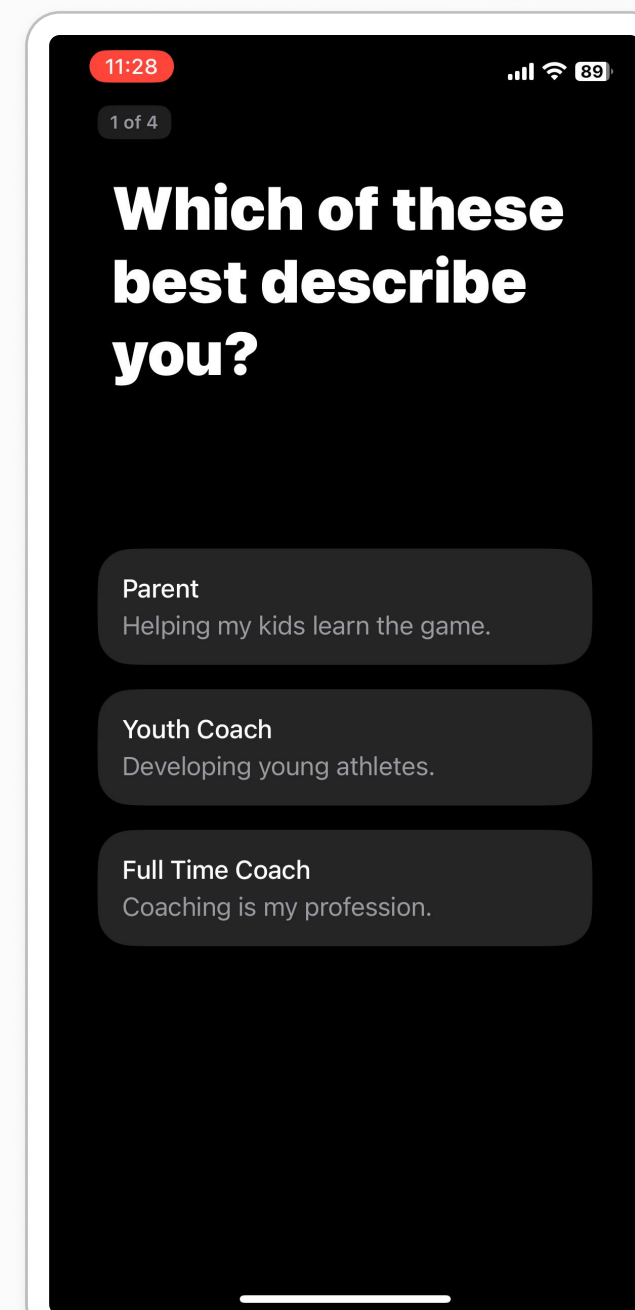 11:28
89
1 of 4
Which of these
best describe
you?
Parent
Helping my kids learn the game.
Youth Coach
Developing young athletes.
Full Time Coach
Coaching is my profession.